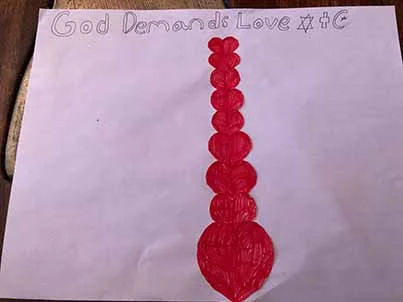 God Demands Love ✡✝☪